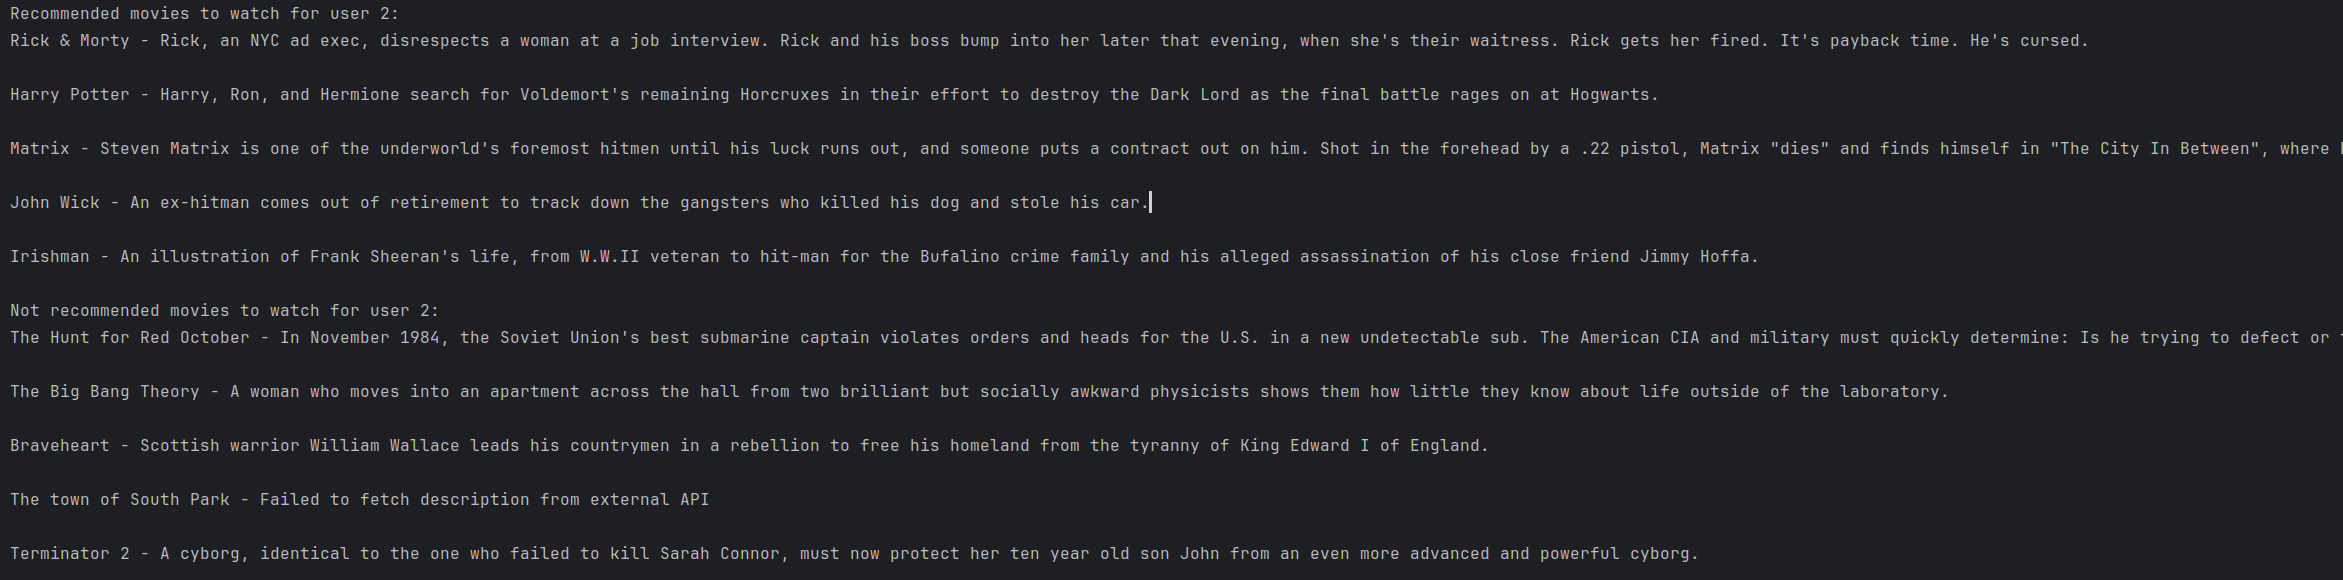 Recommended movies to watch for user 2:
Rick & Morty - Rick, an NYC ad exec, disrespects a woman at a job interview. Rick and his boss bump into her later that evening, when she's their waitress. Rick gets her fired. It's payback time. He's cursed.
Harry Potter - Harry, Ron, and Hermione search for Voldemort's remaining Horcruxes in their effort to destroy the Dark Lord as the final battle rages on at Hogwarts.
Matrix - Steven Matrix is one of the underworld's foremost hitmen until his luck runs out, and someone puts a contract out on him. Shot in the forehead by a .22 pistol, Matrix "dies" and finds himself in "The City In Between", where
John Wick - An ex-hitman comes out of retirement to track down the gangsters who killed his dog and stole his car.
Irishman - An illustration of Frank Sheeran's life, from W.W.II veteran to hit-man for the Bufalino crime family and his alleged assassination of his close friend Jimmy Hoffa.
Not recommended movies to watch for user 2:
The Hunt for Red October - In November 1984, the Soviet Union's best submarine captain violates orders and heads for the U.S. in a new undetectable sub. The American CIA and military must quickly determine: Is he trying to defect or
The Big Bang Theory - A woman who moves into an apartment across the hall from two brilliant but socially awkward physicists shows them how little they know about life outside of the laboratory.
Braveheart - Scottish warrior William Wallace leads his countrymen in a rebellion to free his homeland from the tyranny of King Edward I of England.
The town of South Park - Failed to fetch description from external API
Terminator 2 - A cyborg, identical to the one who failed to kill Sarah Connor, must now protect her ten year old son John from an even more advanced and powerful cyborg.